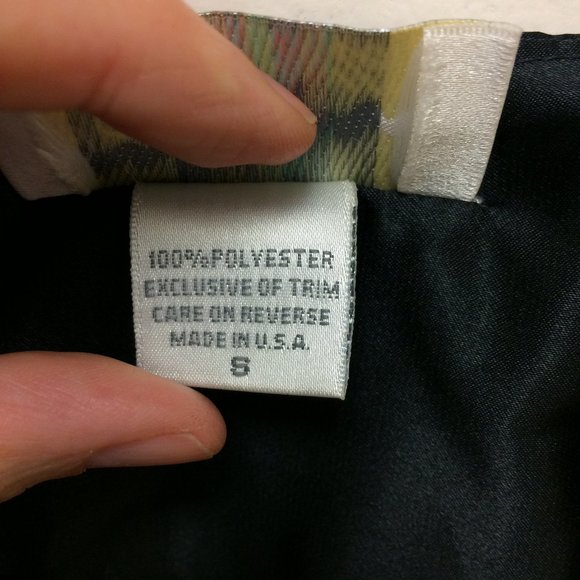 100% POLYESTER
EXCLUSIVE OF TRIM
CARE ON REVERSE
MADE IN U.S.A.
S